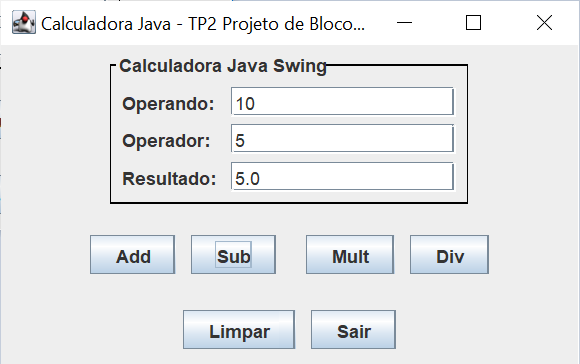 Calculadora Java - TP2 Projeto de Bloco...
Calculadora Java Swing
Operando: 10
Operador: 5
Resultado: 5.0
Add Sub Mult Div
Limpar Sair